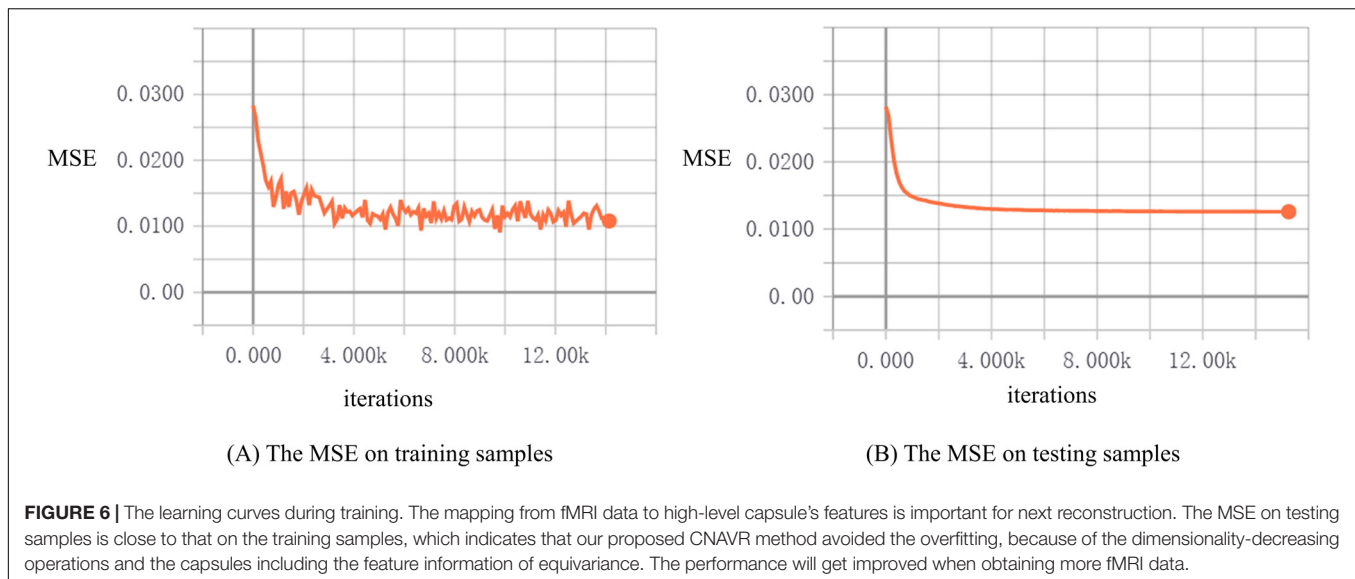 0.0300
MSE 0.0200
0.0100
0.00
0.000 4.000k 8.000k 12.00k
iterations
(A) The MSE on training samples
0.0300
MSE 0.0200
0.0100
0.00
0.000 4.000k 8.000k 12.00k
iterations
(B) The MSE on testing samples
FIGURE 6 | The learning curves during training. The mapping from fMRI data to high-level capsule's features is important for next reconstruction. The MSE on testing
samples is close to that on the training samples, which indicates that our proposed CNAVR method avoided the overfitting, because of the dimensionality-decreasing
operations and the capsules including the feature information of equivariance. The performance will get improved when obtaining more fMRI data.